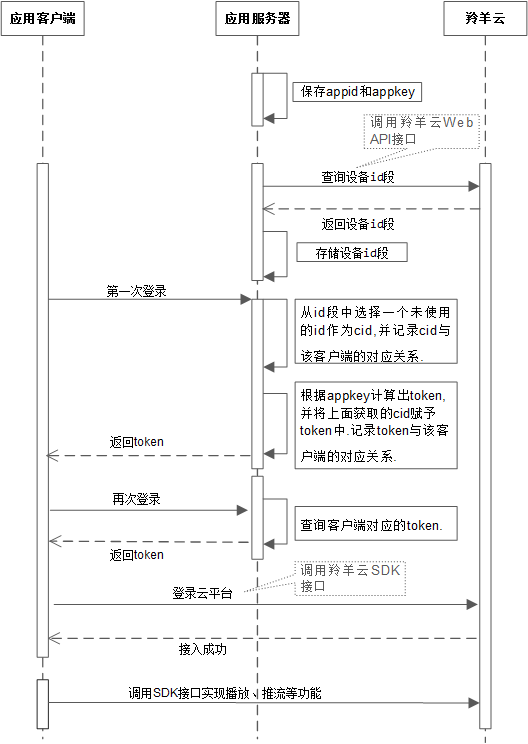 应用客户端
应用服务器
羚羊云
保存appid和appkey
调用羚羊云Web
API接口
查询设备id段
返回设备id段
存储设备id段
第一次登录
从id段中选择一个未使用
的id作为cid,并记录cid与
该客户端的对应关系.
根据appkey计算出token,
并将上面获取的cid赋予
token中.记录token与该客
户端的对应关系.
返回token
再次登录
查询客户端对应的token.
返回token
调用羚羊云SDK
接口
登录云平台
接入成功
调用SDK接口实现播放、推流等功能